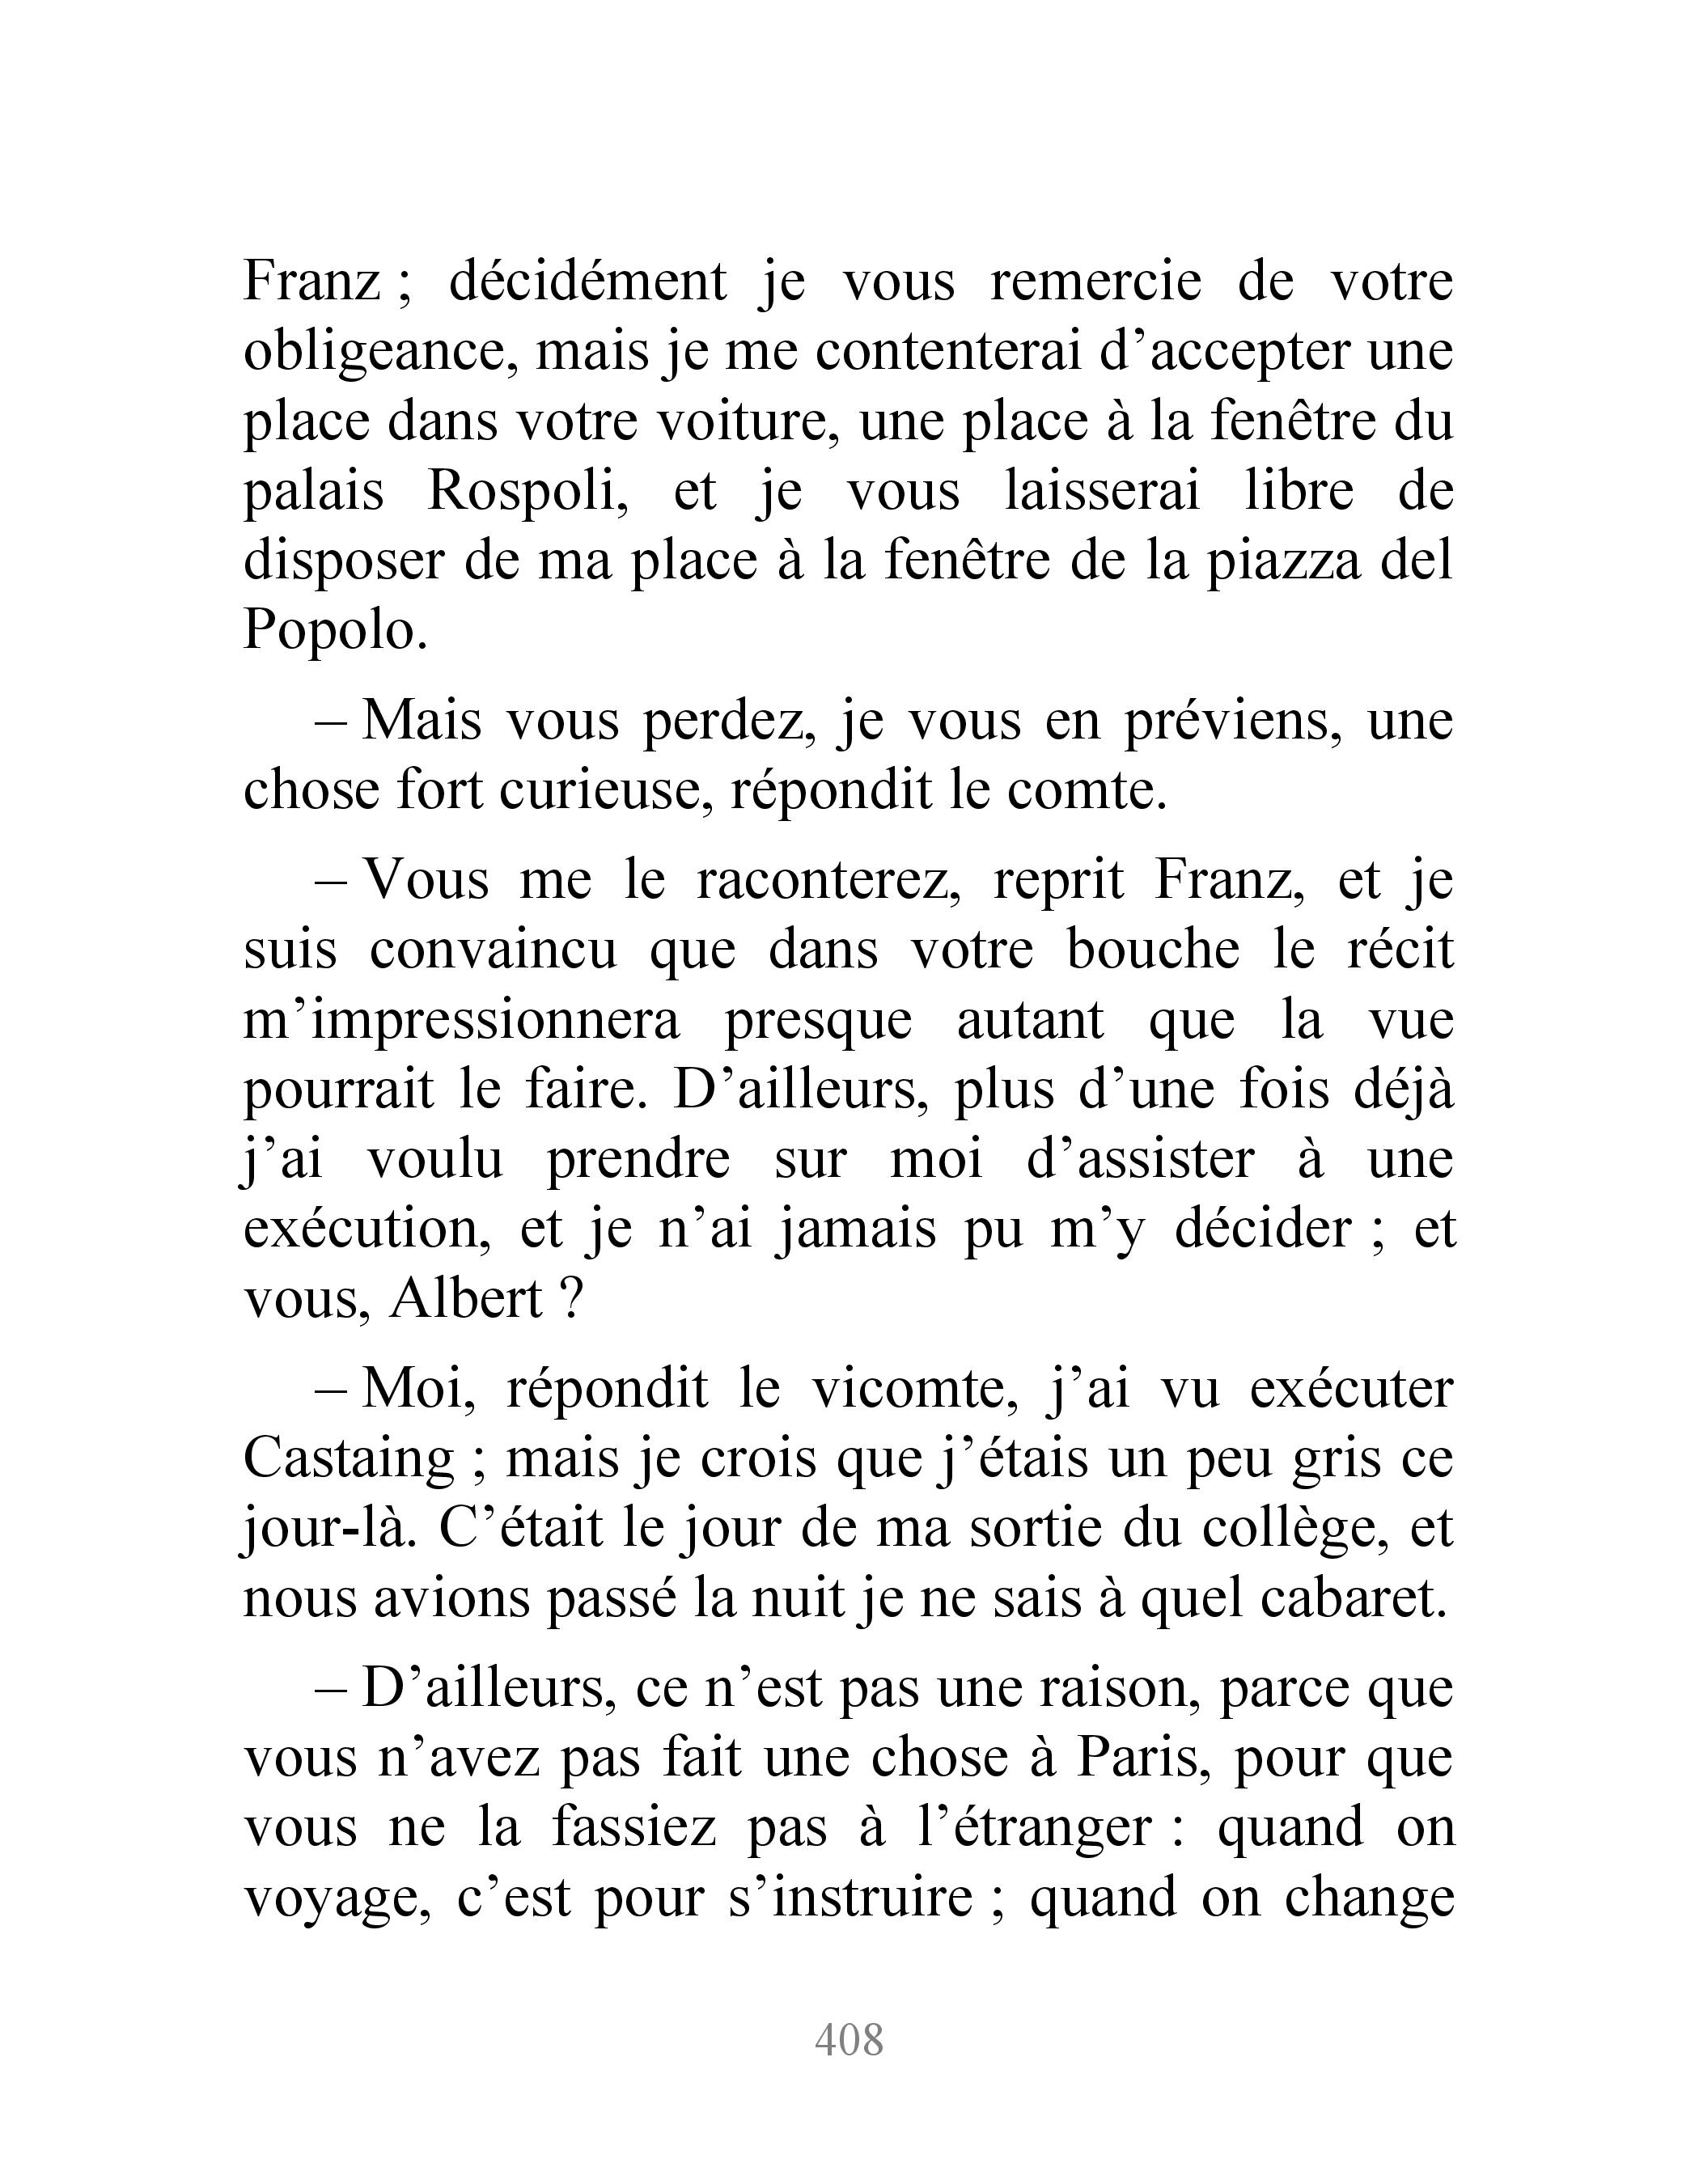 Franz ; décidément je vous remercie de votre
obligeance, mais je me contenterai d’accepter une
place dans votre voiture, une place à la fenêtre du
palais Rospoli, et je vous laisserai libre de
disposer de ma place à la fenêtre de la piazza del
Popolo.
– Mais vous perdez, je vous en préviens, une
chose fort curieuse, répondit le comte.
– Vous me le raconterez, reprit Franz, et je
suis convaincu que dans votre bouche le récit
m’impressionnera presque autant que la vue
pourrait le faire. D’ailleurs, plus d’une fois déjà
j’ai voulu prendre sur moi d’assister à une
exécution, et je n’ai jamais pu m’y décider ; et
vous, Albert ?
– Moi, répondit le vicomte, j’ai vu exécuter
Castaing ; mais je crois que j’étais un peu gris ce
jour-là. C’était le jour de ma sortie du collège, et
nous avions passé la nuit je ne sais à quel cabaret.
– D’ailleurs, ce n’est pas une raison, parce que
vous n’avez pas fait une chose à Paris, pour que
vous ne la fassiez pas à l’étranger : quand on
voyage, c’est pour s’instruire ; quand on change
408